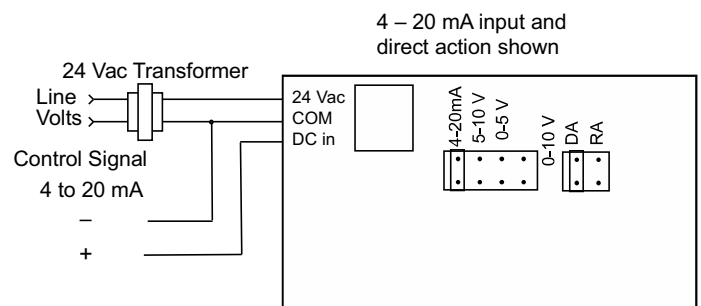 4 – 20 mA input and
direct action shown
24 Vac Transformer
Line
Volts
24 Vac
COM
DC in
4-20mA
5-10 V
0-5 V
0-10 V
DA
RA
Control Signal
4 to 20 mA
–
+